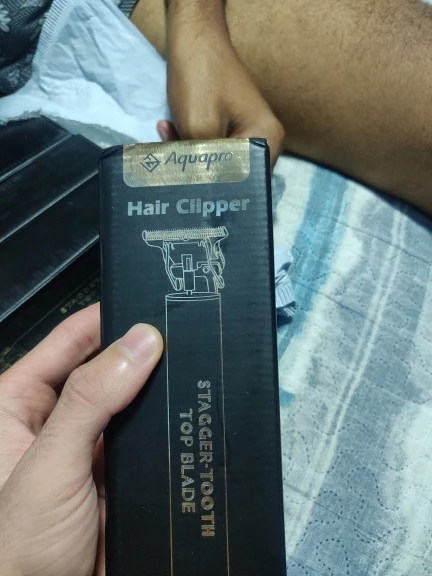 Aquapro
Hair Clipper
STAGGER-TOOTH
TOP BLADE